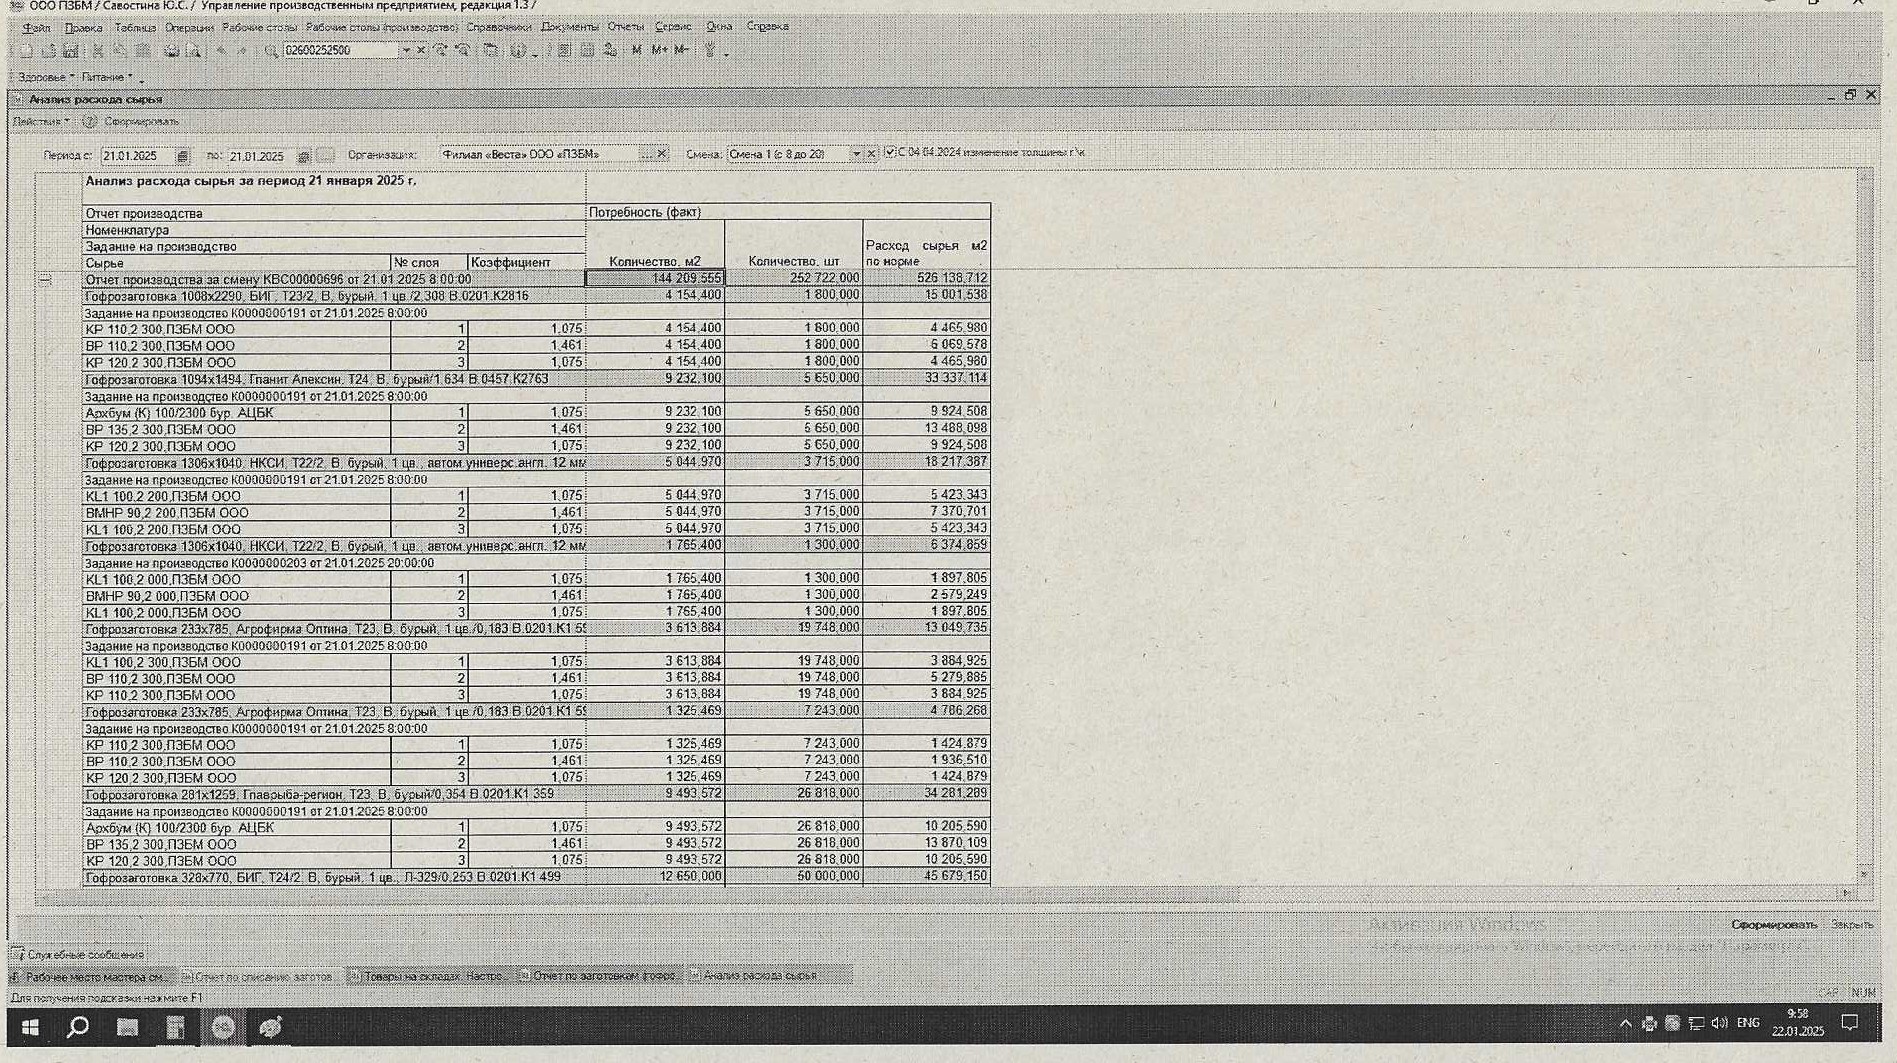 ООО ПЗБМ / Савостина Ю.С. / Управление производственным предприятием, редакция 1.3 /
Файл Правка Таблица Операции Рабочие столы Рабочие столы (производство) Справочники Документы Отчеты Сервис Окна Справка
02600252500 M M+ M-
Здоровье Питание
Анализ расхода сырья
Действия Сформировать
Период с: 21.01.2025 по: 21.01.2025 Организация: Филиал «Веста» ООО «ПЗБМ» ... Смена: Смена 1 (с 8 до 20) С 04.04.2024 изменение толщины г\к
Анализ расхода сырья за период 21 января 2025 г.
Отчет производства Потребность (факт)
Номенклатура
Задание на производство
Сырье № слоя Коэффициент Количество, м2 Количество, шт Расход сырья м2 по норме
Отчет производства за смену КВС00000696 от 21.01.2025 8:00:00 144 209,555 252 722,000 526 138,712
Гофрозаготовка 1008х2290, БИГ, Т23/2, В, бурый, 1 цв./2,308 В.0201.К2816 4 154,400 1 800,000 15 001,538
Задание на производство К0000000191 от 21.01.2025 8:00:00
КР 110,2 300,ПЗБМ ООО 1 1,075 4 154,400 1 800,000 4 465,980
ВР 110,2 300,ПЗБМ ООО 2 1,461 4 154,400 1 800,000 6 069,578
КР 120,2 300,ПЗБМ ООО 3 1,075 4 154,400 1 800,000 4 465,980
Гофрозаготовка 1094х1494, Гланит Алексин, Т24, В, бурый/1,634 В.0457.К2763 9 232,100 5 650,000 33 337,114
Задание на производство К0000000191 от 21.01.2025 8:00:00
Архбум (К) 100/2300 бур. АЦБК 1 1,075 9 232,100 5 650,000 9 924,508
ВР 135,2 300,ПЗБМ ООО 2 1,461 9 232,100 5 650,000 13 488,098
КР 120,2 300,ПЗБМ ООО 3 1,075 9 232,100 5 650,000 9 924,508
Гофрозаготовка 1306х1040, НКСИ, Т22/2, В, бурый, 1 цв., автом.универс.англ. 12 мм 5 044,970 3 715,000 18 217,387
Задание на производство К0000000191 от 21.01.2025 8:00:00
KL1 100,2 200,ПЗБМ ООО 1 1,075 5 044,970 3 715,000 5 423,343
ВМНР 90,2 200,ПЗБМ ООО 2 1,461 5 044,970 3 715,000 7 370,701
KL1 100,2 200,ПЗБМ ООО 3 1,075 5 044,970 3 715,000 5 423,343
Гофрозаготовка 1306х1040, НКСИ, Т22/2, В, бурый, 1 цв., автом.универс.англ. 12 мм 1 765,400 1 300,000 6 374,859
Задание на производство К0000000203 от 21.01.2025 20:00:00
KL1 100,2 000,ПЗБМ ООО 1 1,075 1 765,400 1 300,000 1 897,805
ВМНР 90,2 000,ПЗБМ ООО 2 1,461 1 765,400 1 300,000 2 579,249
KL1 100,2 000,ПЗБМ ООО 3 1,075 1 765,400 1 300,000 1 897,805
Гофрозаготовка 233х785, Агрофирма Оптина, Т23, В, бурый, 1 цв./0,183 В.0201.К1 59 3 613,884 19 748,000 13 049,735
Задание на производство К0000000191 от 21.01.2025 8:00:00
KL1 100,2 300,ПЗБМ ООО 1 1,075 3 613,884 19 748,000 3 884,925
ВР 110,2 300,ПЗБМ ООО 2 1,461 3 613,884 19 748,000 5 279,885
КР 110,2 300,ПЗБМ ООО 3 1,075 3 613,884 19 748,000 3 884,925
Гофрозаготовка 233х785, Агрофирма Оптина, Т23, В, бурый, 1 цв./0,183 В.0201.К1 59 1 325,469 7 243,000 4 786,268
Задание на производство К0000000191 от 21.01.2025 8:00:00
КР 110,2 300,ПЗБМ ООО 1 1,075 1 325,469 7 243,000 1 424,879
ВР 110,2 300,ПЗБМ ООО 2 1,461 1 325,469 7 243,000 1 936,510
КР 120,2 300,ПЗБМ ООО 3 1,075 1 325,469 7 243,000 1 424,879
Гофрозаготовка 281х1259, Главрыба-регион, Т23, В, бурый/0,354 В.0201.К1 359 9 493,572 26 818,000 34 281,289
Задание на производство К0000000191 от 21.01.2025 8:00:00
Архбум (К) 100/2300 бур. АЦБК 1 1,075 9 493,572 26 818,000 10 205,590
ВР 135,2 300,ПЗБМ ООО 2 1,461 9 493,572 26 818,000 13 870,109
КР 120,2 300,ПЗБМ ООО 3 1,075 9 493,572 26 818,000 10 205,590
Гофрозаготовка 328х770, БИГ, Т24/2, В, бурый, 1 цв., Л-329/0,253 В.0201.К1 499 12 650,000 50 000,000 45 679,150
Активация Windows
Сформировать Закрыть
Служебные сообщения
Рабочее место мастера см... Отчет по списанию заготов... Товары на складах. Настро... Отчет по заготовкам (гофро... Анализ расхода сырья
Для получения подсказки нажмите F1 CAP NUM
ENG 9:58
22.01.2025